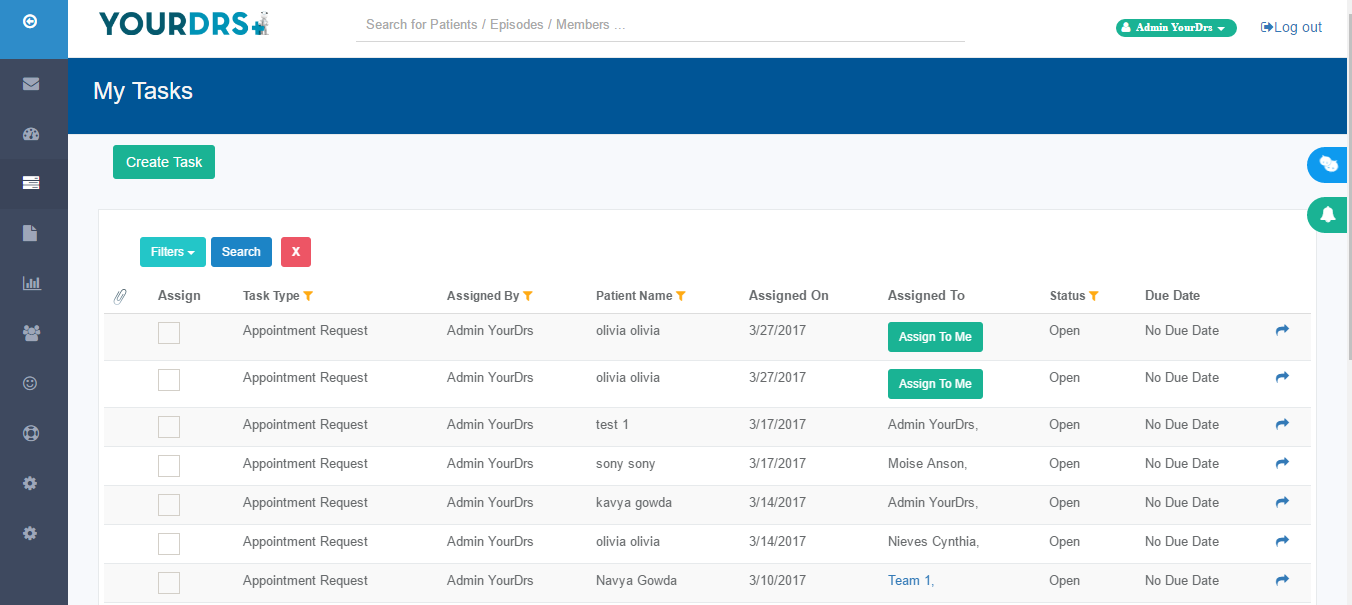 YOURDRS
Search for Patients / Episodes / Members ...
Admin YourDrs
Log out
My Tasks
Create Task
Filters Search X
Assign Task Type Assigned By Patient Name Assigned On Assigned To Status Due Date
Appointment Request Admin YourDrs olivia olivia 3/27/2017 Assign To Me Open No Due Date
Appointment Request Admin YourDrs olivia olivia 3/27/2017 Assign To Me Open No Due Date
Appointment Request Admin YourDrs test 1 3/17/2017 Admin YourDrs, Open No Due Date
Appointment Request Admin YourDrs sony sony 3/17/2017 Moise Anson, Open No Due Date
Appointment Request Admin YourDrs kavya gowda 3/14/2017 Admin YourDrs, Open No Due Date
Appointment Request Admin YourDrs olivia olivia 3/14/2017 Nieves Cynthia, Open No Due Date
Appointment Request Admin YourDrs Navya Gowda 3/10/2017 Team 1, Open No Due Date